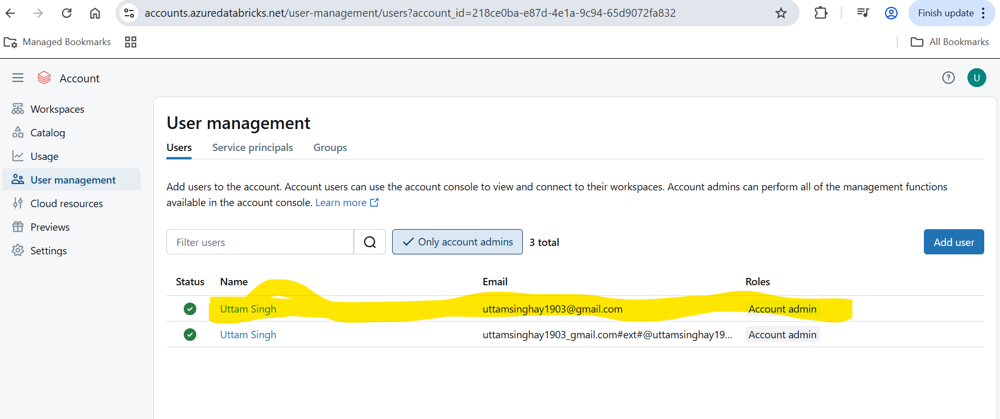 accounts.azuredatabricks.net/user-management/users?account_id=218ce0ba-e87d-4e1a-9c94-65d9072fa832
Finish update
Managed Bookmarks
All Bookmarks
Account
U
Workspaces
Catalog
Usage
User management
Cloud resources
Previews
Settings
User management
Users Service principals Groups
Add users to the account. Account users can use the account console to view and connect to their workspaces. Account admins can perform all of the management functions
available in the account console. Learn more
Filter users
Only account admins
3 total
Add user
Status Name Email Roles
Uttam Singh uttamsinghay1903@gmail.com Account admin
Uttam Singh uttamsinghay1903_gmail.com#ext#@uttamsinghay19... Account admin